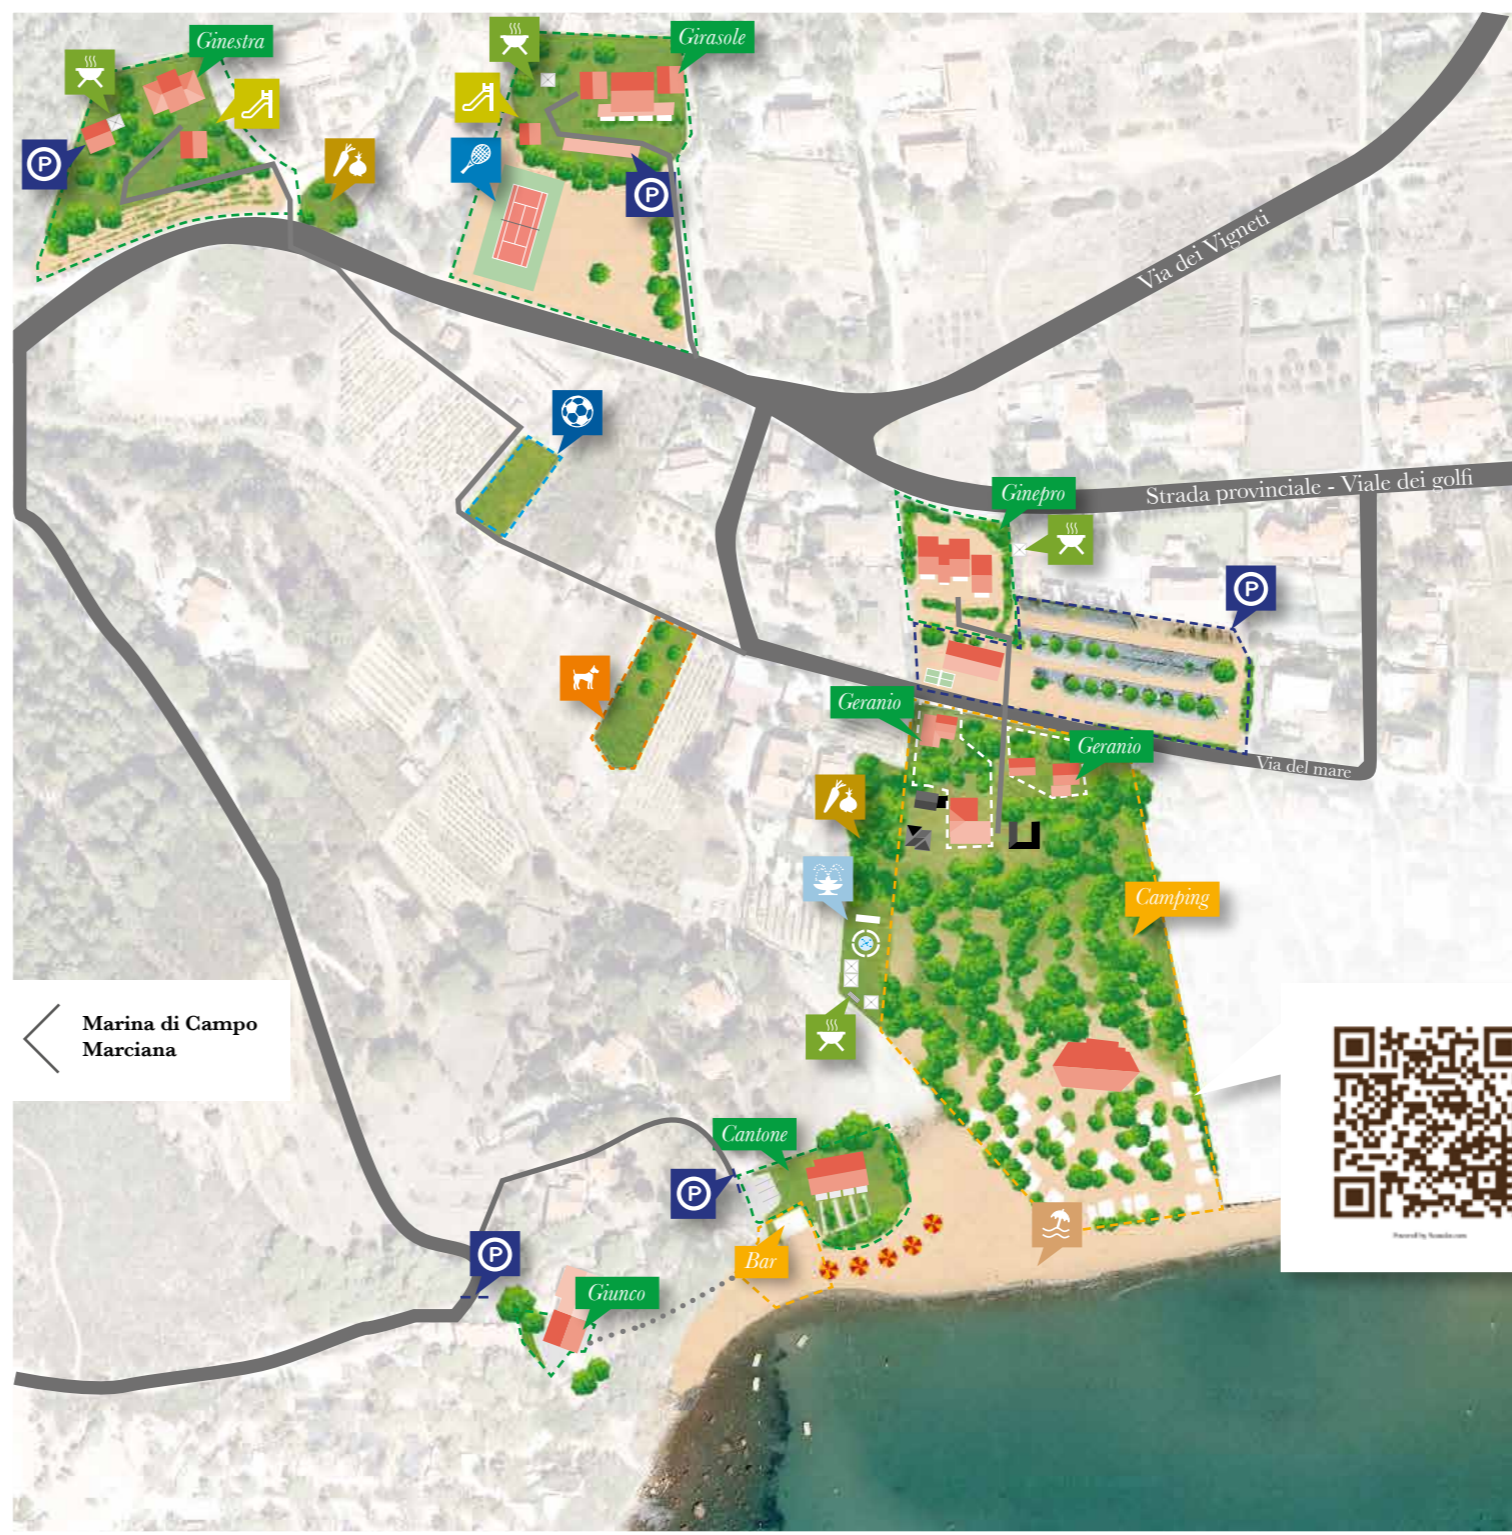 Ginestra
Girasole
P
P
Via dei Vigneti
Strada provinciale - Viale dei golfi
Ginepro
P
Geranio
Geranio
Via del mare
Camping
Marina di Campo
Marciana
Cantone
P
P
Bar
Giunco